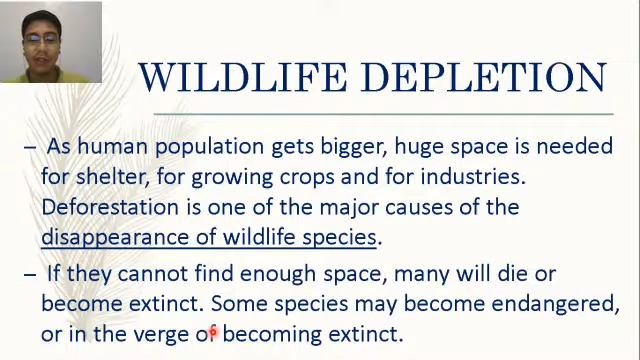 WILDLIFE DEPLETION
– As human population gets bigger, huge space is needed
for shelter, for growing crops and for industries.
Deforestation is one of the major causes of the
disappearance of wildlife species.
– If they cannot find enough space, many will die or
become extinct. Some species may become endangered,
or in the verge of becoming extinct.